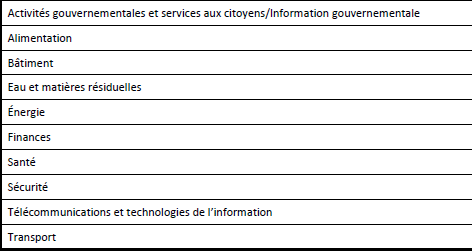 Activités gouvernementales et services aux citoyens/Information gouvernementale
Alimentation
Bâtiment
Eau et matières résiduelles
Énergie
Finances
Santé
Sécurité
Télécommunications et technologies de l’information
Transport